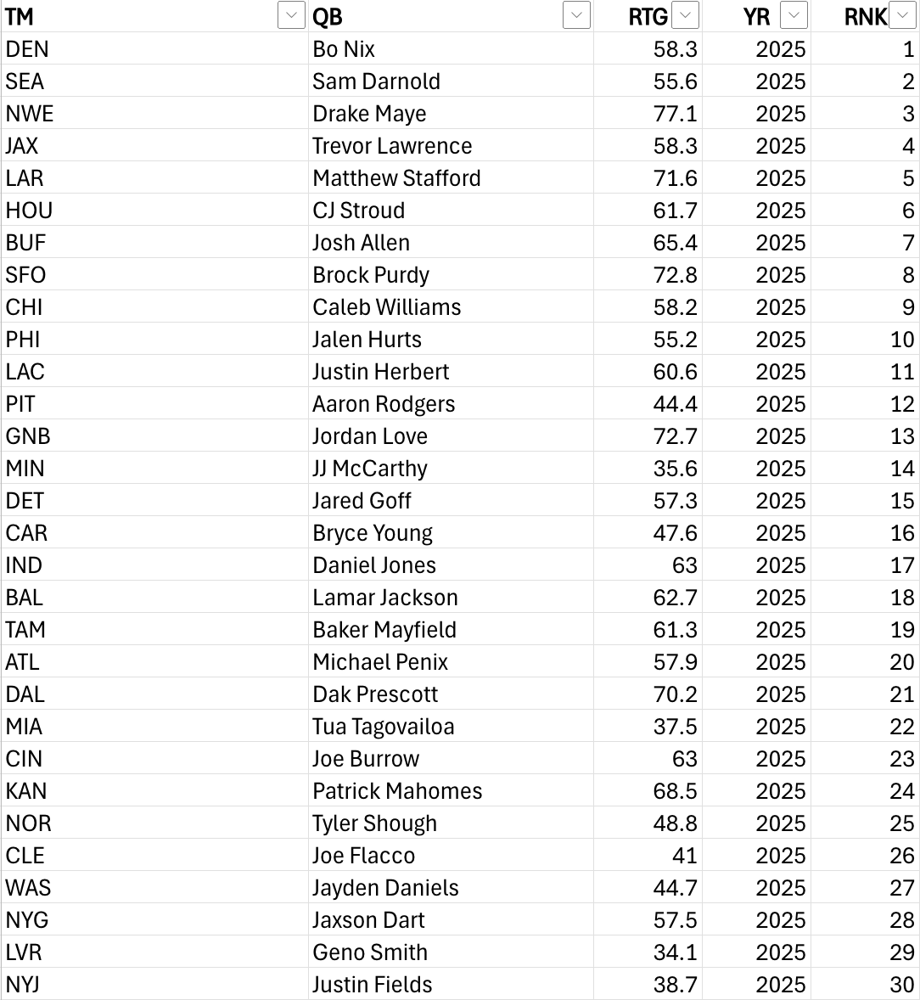 TM QB RTG YR RNK
DEN Bo Nix 58.3 2025 1
SEA Sam Darnold 55.6 2025 2
NWE Drake Maye 77.1 2025 3
JAX Trevor Lawrence 58.3 2025 4
LAR Matthew Stafford 71.6 2025 5
HOU CJ Stroud 61.7 2025 6
BUF Josh Allen 65.4 2025 7
SFO Brock Purdy 72.8 2025 8
CHI Caleb Williams 58.2 2025 9
PHI Jalen Hurts 55.2 2025 10
LAC Justin Herbert 60.6 2025 11
PIT Aaron Rodgers 44.4 2025 12
GNB Jordan Love 72.7 2025 13
MIN JJ McCarthy 35.6 2025 14
DET Jared Goff 57.3 2025 15
CAR Bryce Young 47.6 2025 16
IND Daniel Jones 63 2025 17
BAL Lamar Jackson 62.7 2025 18
TAM Baker Mayfield 61.3 2025 19
ATL Michael Penix 57.9 2025 20
DAL Dak Prescott 70.2 2025 21
MIA Tua Tagovailoa 37.5 2025 22
CIN Joe Burrow 63 2025 23
KAN Patrick Mahomes 68.5 2025 24
NOR Tyler Shough 48.8 2025 25
CLE Joe Flacco 41 2025 26
WAS Jayden Daniels 44.7 2025 27
NYG Jaxson Dart 57.5 2025 28
LVR Geno Smith 34.1 2025 29
NYJ Justin Fields 38.7 2025 30